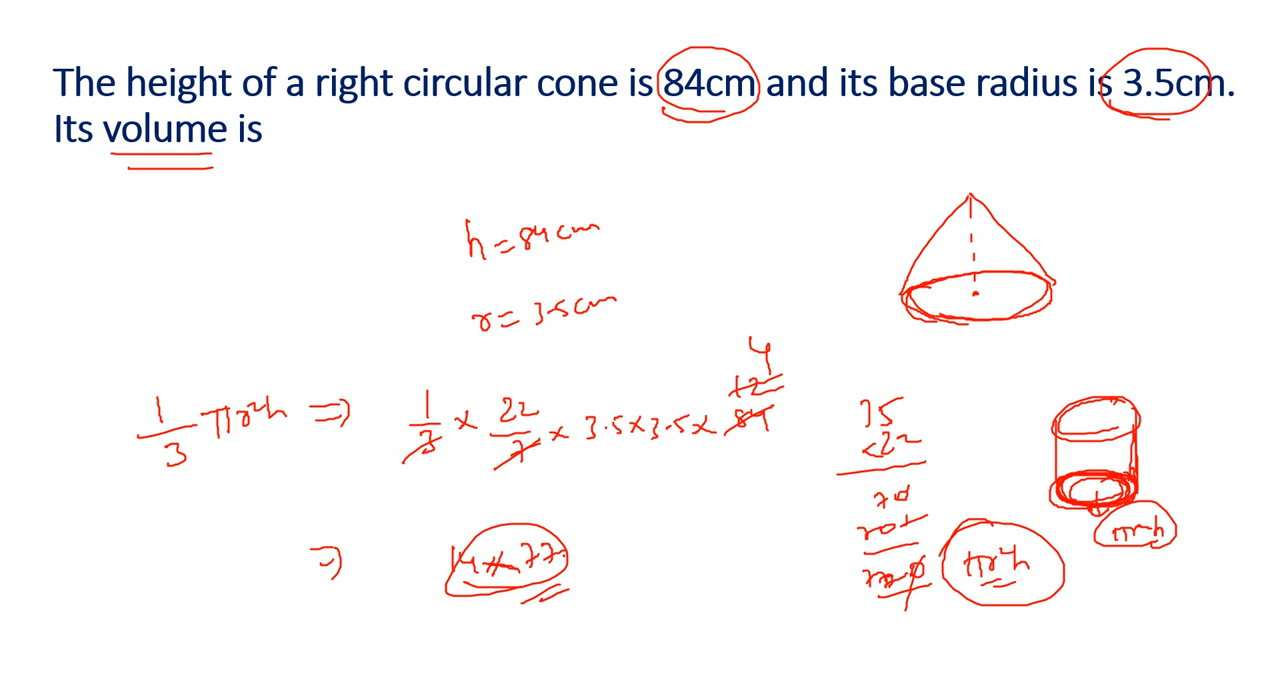 The height of a right circular cone is 84cm and its base radius is 3.5cm.
Its volume is
h = 84 cm
r = 3.5 cm
1/3 πr²h ⇒ 1/3 × 22/7 × 3.5 × 3.5 × 84
12
4
35
×22
70
70+
770
⇒ 14 × 77
πr²h
πr²h